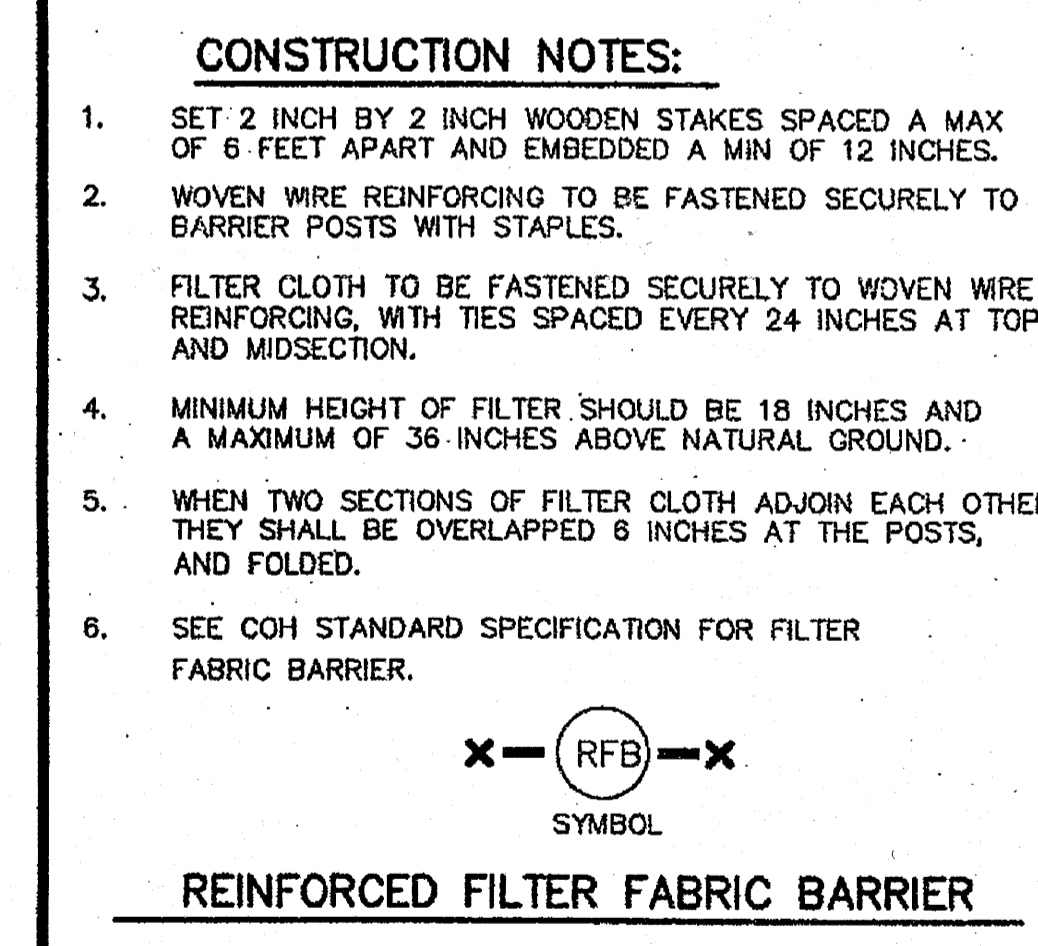 CONSTRUCTION NOTES:
1. SET 2 INCH BY 2 INCH WOODEN STAKES SPACED A MAX
OF 6 FEET APART AND EMBEDDED A MIN OF 12 INCHES.
2. WOVEN WIRE REINFORCING TO BE FASTENED SECURELY TO
BARRIER POSTS WITH STAPLES.
3. FILTER CLOTH TO BE FASTENED SECURELY TO WOVEN WIRE
REINFORCING, WITH TIES SPACED EVERY 24 INCHES AT TOP
AND MIDSECTION.
4. MINIMUM HEIGHT OF FILTER SHOULD BE 18 INCHES AND
A MAXIMUM OF 36 INCHES ABOVE NATURAL GROUND.
5. WHEN TWO SECTIONS OF FILTER CLOTH ADJOIN EACH OTHE
THEY SHALL BE OVERLAPPED 6 INCHES AT THE POSTS,
AND FOLDED.
6. SEE COH STANDARD SPECIFICATION FOR FILTER
FABRIC BARRIER.
X — RFB — X
SYMBOL
REINFORCED FILTER FABRIC BARRIER